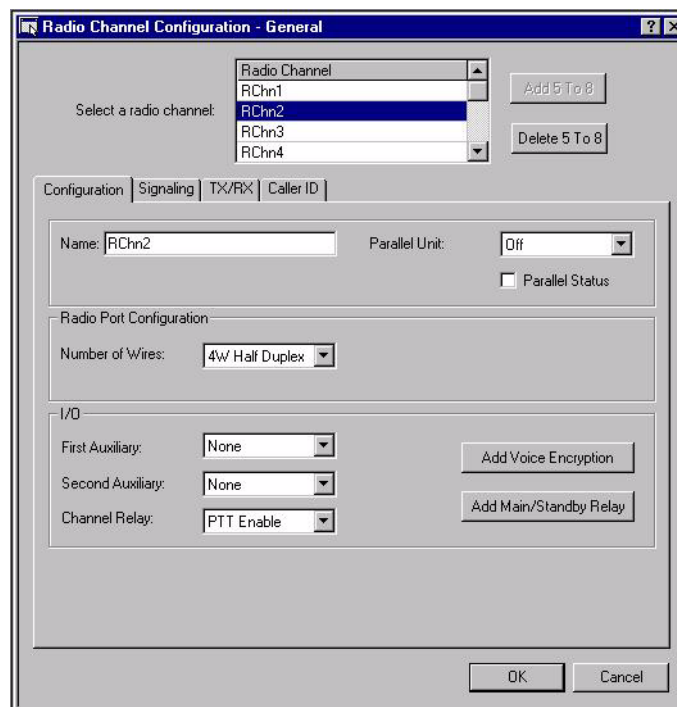 Radio Channel Configuration - General
Select a radio channel:
Radio Channel
RChn1
RChn2
RChn3
RChn4
Add 5 To 8
Delete 5 To 8
Configuration Signaling TX/RX Caller ID
Name: RChn2
Parallel Unit: Off
Parallel Status
Radio Port Configuration
Number of Wires: 4W Half Duplex
I/O
First Auxiliary: None
Second Auxiliary: None
Channel Relay: PTT Enable
Add Voice Encryption
Add Main/Standby Relay
OK Cancel